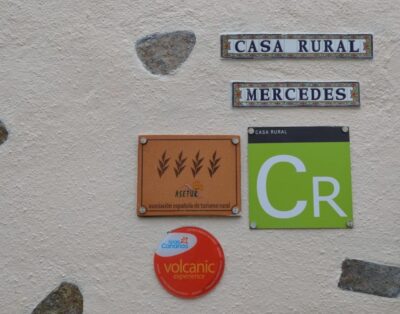 CASA RURAL
MERCEDES
ASETUR
asociación española de turismo rural
CASA RURAL
CR
Islas
Canarias
volcanic
experience